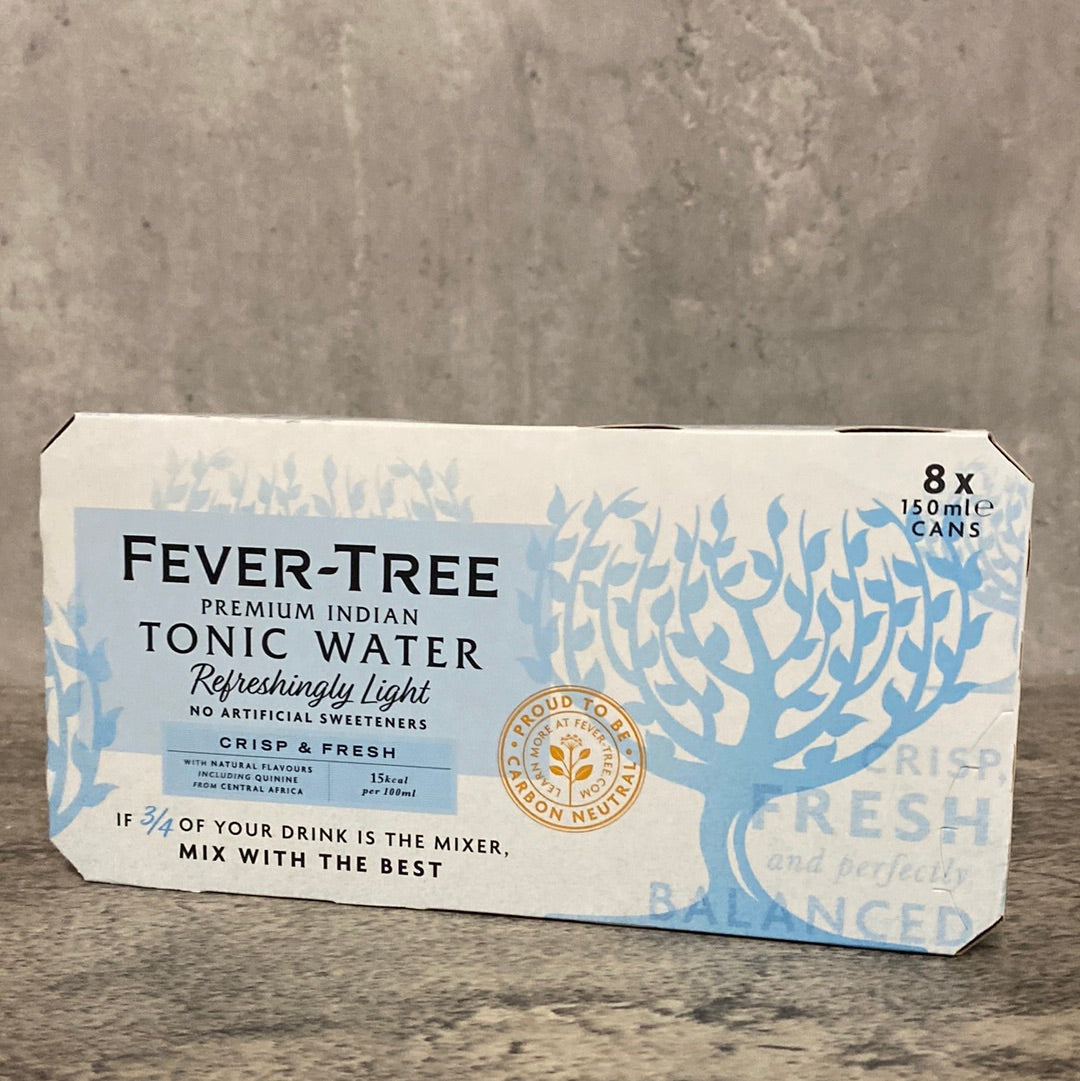 8 x
150ml℮
CANS
FEVER-TREE
PREMIUM INDIAN
TONIC WATER
Refreshingly Light
NO ARTIFICIAL SWEETENERS
CRISP & FRESH
WITH NATURAL FLAVOURS
INCLUDING QUININE
FROM CENTRAL AFRICA
15kcal
per 100ml
IF 3/4 OF YOUR DRINK IS THE MIXER,
MIX WITH THE BEST
• PROUD TO BE •
CARBON NEUTRAL
LEARN MORE AT FEVER-TREE.COM
CRISP,
FRESH
and perfectly
BALANCED